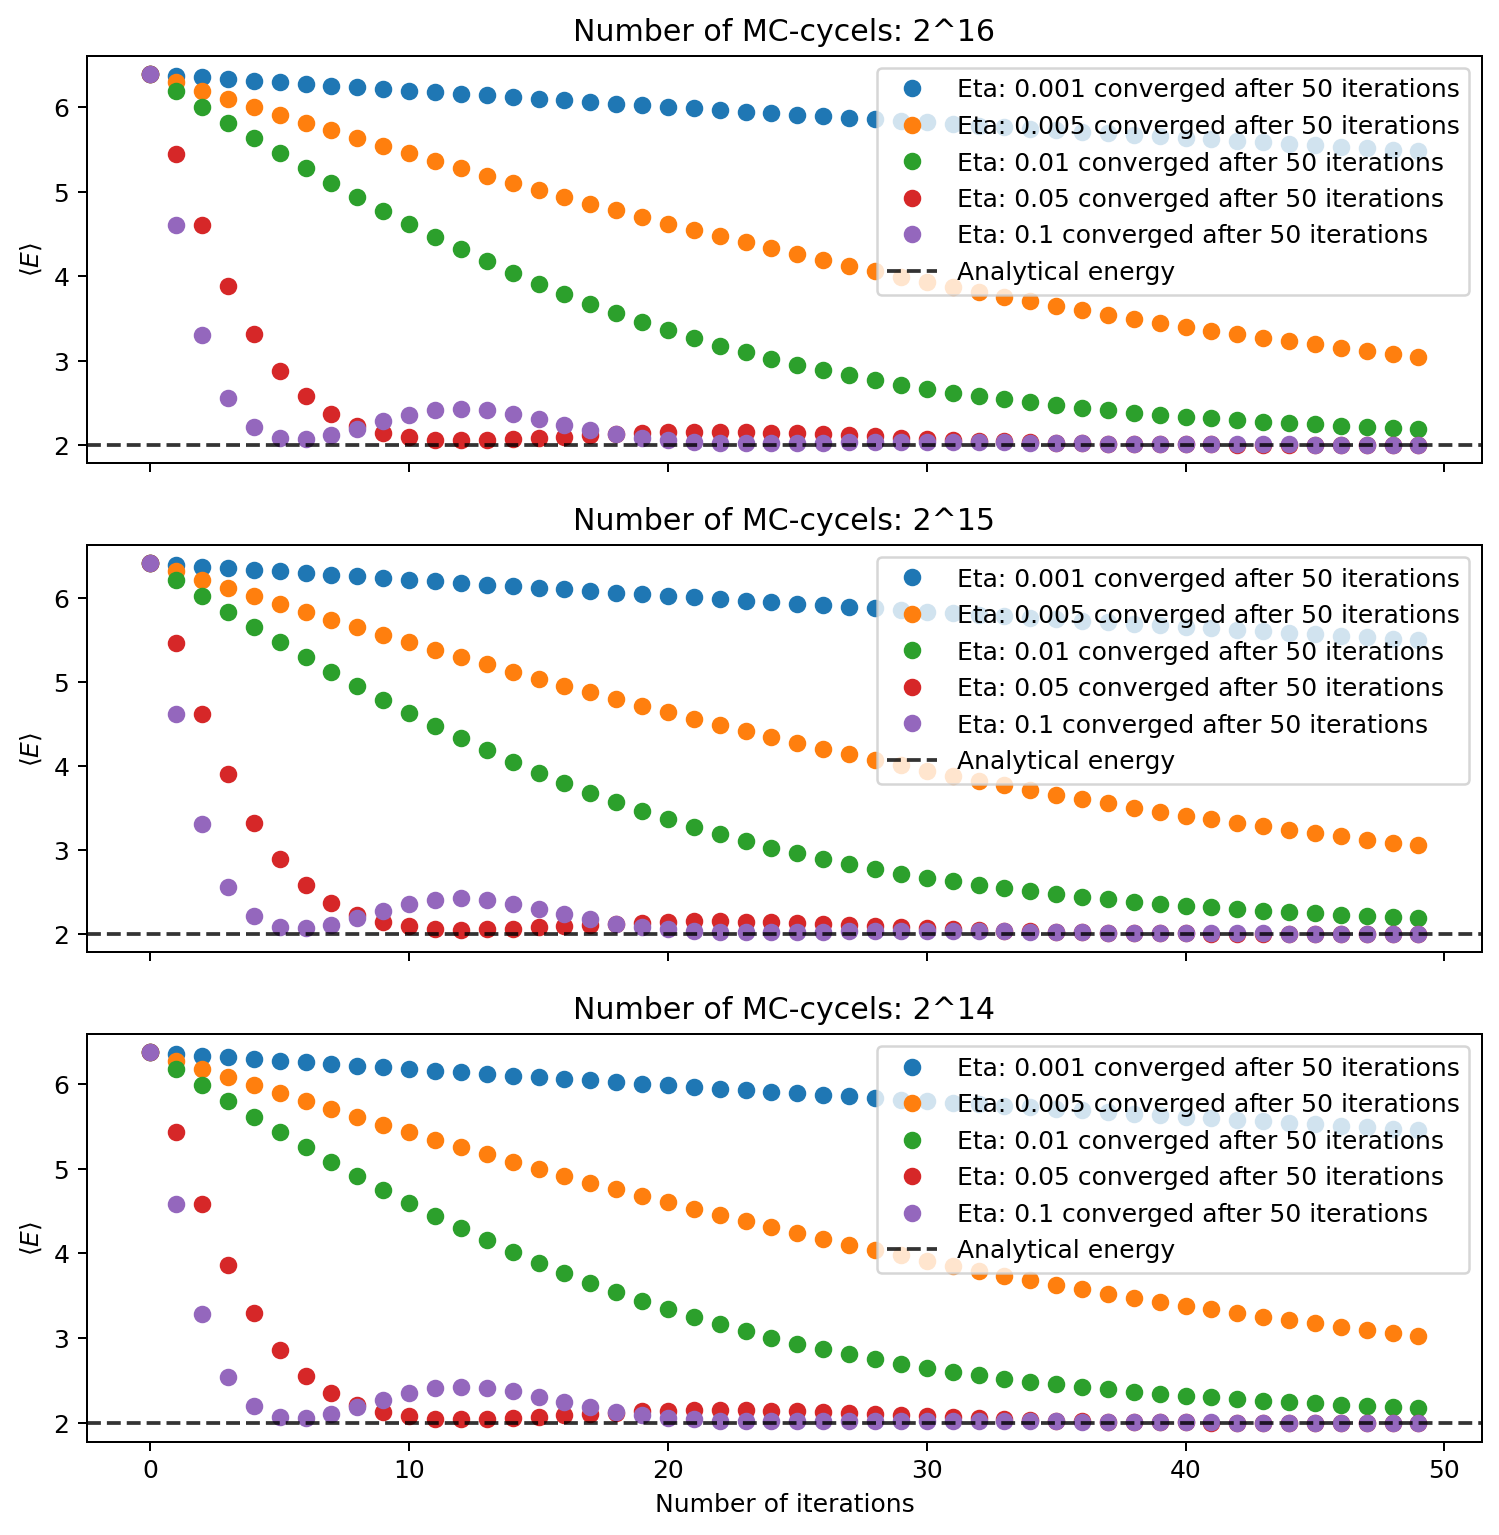 Number of MC-cycels: 2^16
⟨E⟩
6
5
4
3
2
Eta: 0.001 converged after 50 iterations
Eta: 0.005 converged after 50 iterations
Eta: 0.01 converged after 50 iterations
Eta: 0.05 converged after 50 iterations
Eta: 0.1 converged after 50 iterations
Analytical energy
Number of MC-cycels: 2^15
⟨E⟩
6
5
4
3
2
Eta: 0.001 converged after 50 iterations
Eta: 0.005 converged after 50 iterations
Eta: 0.01 converged after 50 iterations
Eta: 0.05 converged after 50 iterations
Eta: 0.1 converged after 50 iterations
Analytical energy
Number of MC-cycels: 2^14
⟨E⟩
6
5
4
3
2
Eta: 0.001 converged after 50 iterations
Eta: 0.005 converged after 50 iterations
Eta: 0.01 converged after 50 iterations
Eta: 0.05 converged after 50 iterations
Eta: 0.1 converged after 50 iterations
Analytical energy
0 10 20 30 40 50
Number of iterations